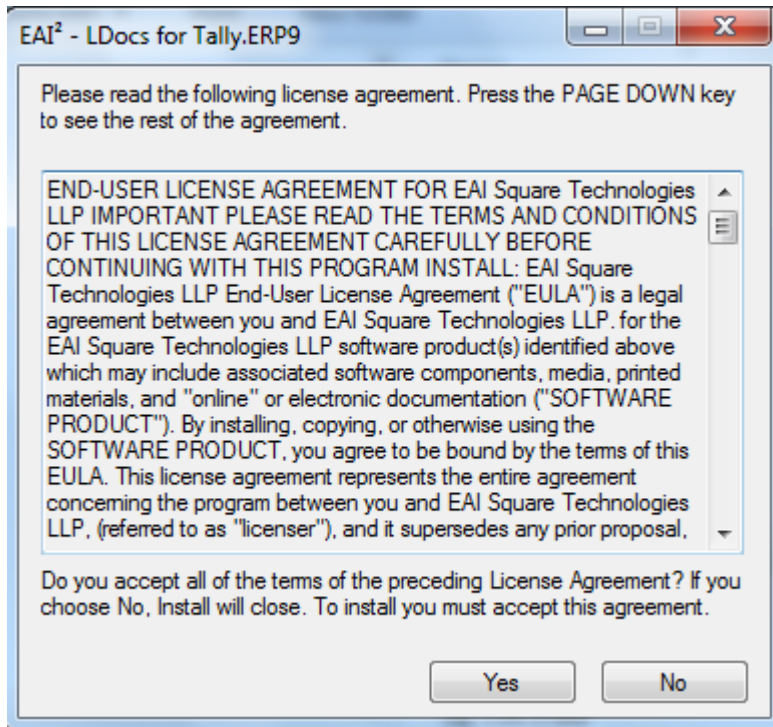 EAI² - LDocs for Tally.ERP9
Please read the following license agreement. Press the PAGE DOWN key
to see the rest of the agreement.
END-USER LICENSE AGREEMENT FOR EAI Square Technologies
LLP IMPORTANT PLEASE READ THE TERMS AND CONDITIONS
OF THIS LICENSE AGREEMENT CAREFULLY BEFORE
CONTINUING WITH THIS PROGRAM INSTALL: EAI Square
Technologies LLP End-User License Agreement ("EULA") is a legal
agreement between you and EAI Square Technologies LLP. for the
EAI Square Technologies LLP software product(s) identified above
which may include associated software components, media, printed
materials, and "online" or electronic documentation ("SOFTWARE
PRODUCT"). By installing, copying, or otherwise using the
SOFTWARE PRODUCT, you agree to be bound by the terms of this
EULA. This license agreement represents the entire agreement
concerning the program between you and EAI Square Technologies
LLP, (referred to as "licenser"), and it supersedes any prior proposal,
Do you accept all of the terms of the preceding License Agreement? If you
choose No, Install will close. To install you must accept this agreement.
Yes No